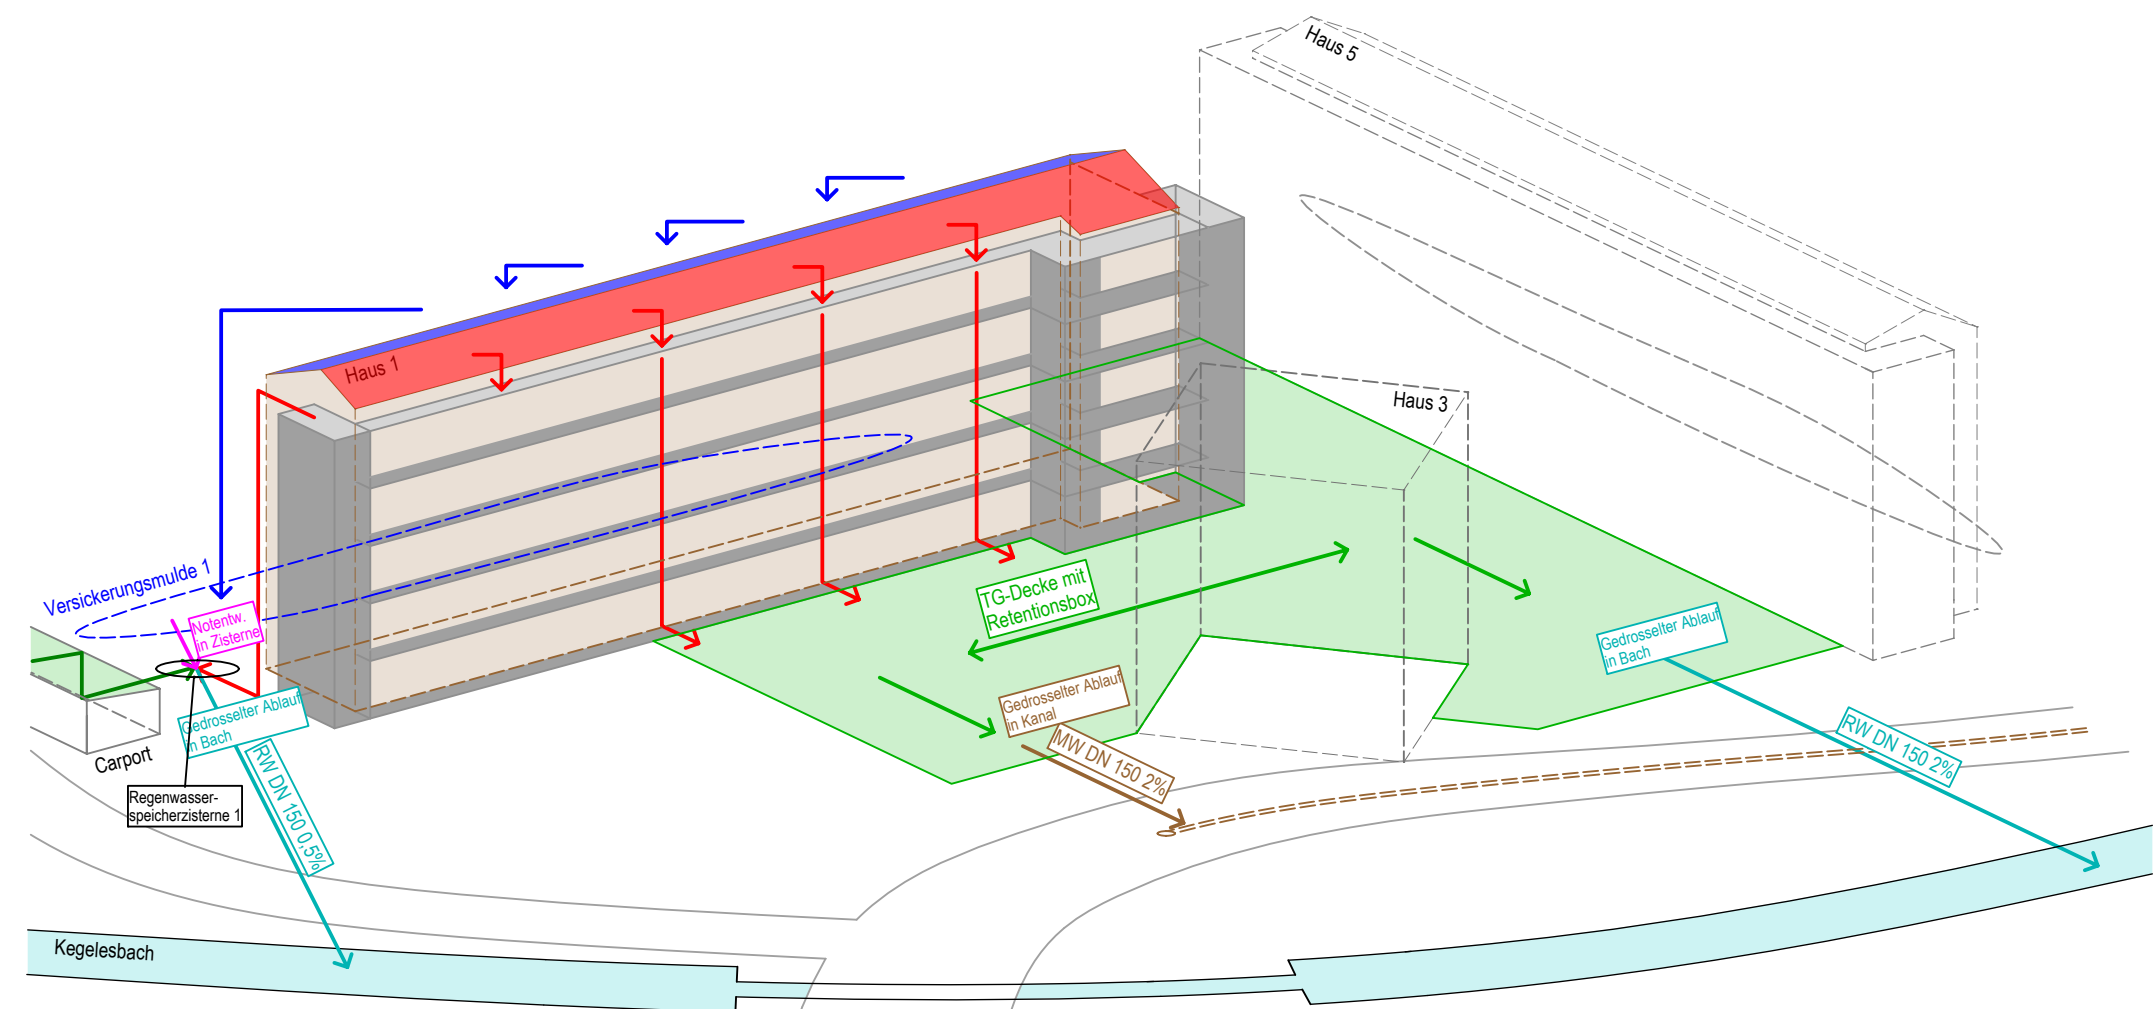 Haus 5
Haus 1
Haus 3
Versickerungsmulde 1
Notentw.
in Zisterne
TG-Decke mit
Retentionsbox
Gedrosselter Ablauf
in Bach
Gedrosselter Ablauf
in Kanal
MW DN 150 2%
RW DN 150 2%
Gedrosselter Ablauf
in Bach
RW DN 150 0,5%
Carport
Regenwasser-
speicherzisterne 1
Kegelesbach